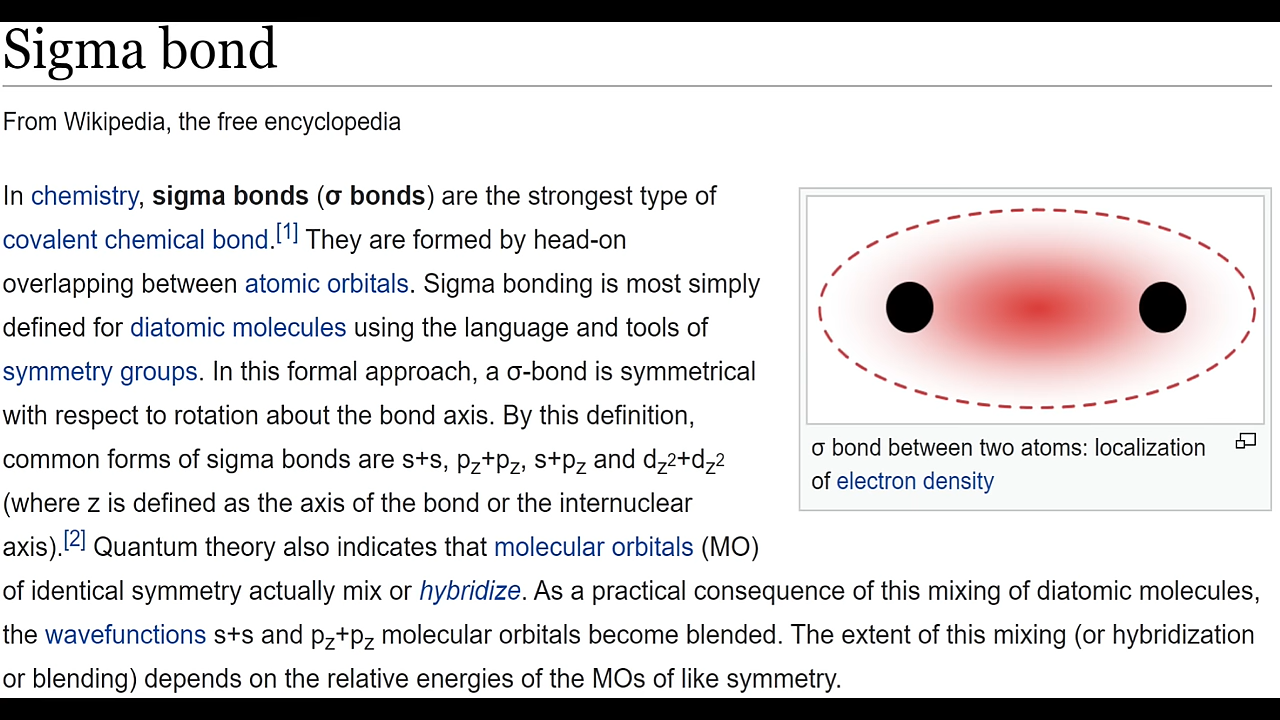 Sigma bond
From Wikipedia, the free encyclopedia
In chemistry, sigma bonds (σ bonds) are the strongest type of
covalent chemical bond.[1] They are formed by head-on
overlapping between atomic orbitals. Sigma bonding is most simply
defined for diatomic molecules using the language and tools of
symmetry groups. In this formal approach, a σ-bond is symmetrical
with respect to rotation about the bond axis. By this definition,
common forms of sigma bonds are s+s, pz+pz, s+pz and dz2+dz2
(where z is defined as the axis of the bond or the internuclear
axis).[2] Quantum theory also indicates that molecular orbitals (MO)
of identical symmetry actually mix or hybridize. As a practical consequence of this mixing of diatomic molecules,
the wavefunctions s+s and pz+pz molecular orbitals become blended. The extent of this mixing (or hybridization
or blending) depends on the relative energies of the MOs of like symmetry.
σ bond between two atoms: localization
of electron density